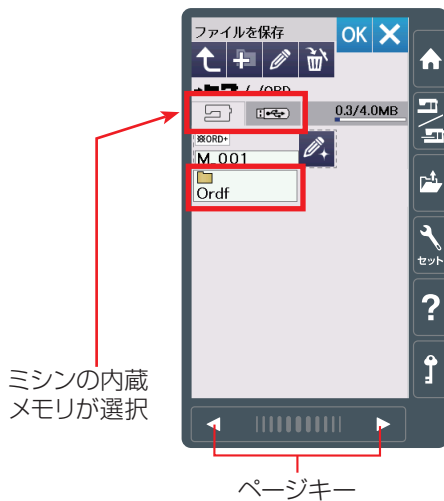 ファイルを保存
OK
/ /ORD
0.3/4.0MB
ORD+
M_001
Ordf
セット
?
ミシンの内蔵
メモリが選択
ページキー